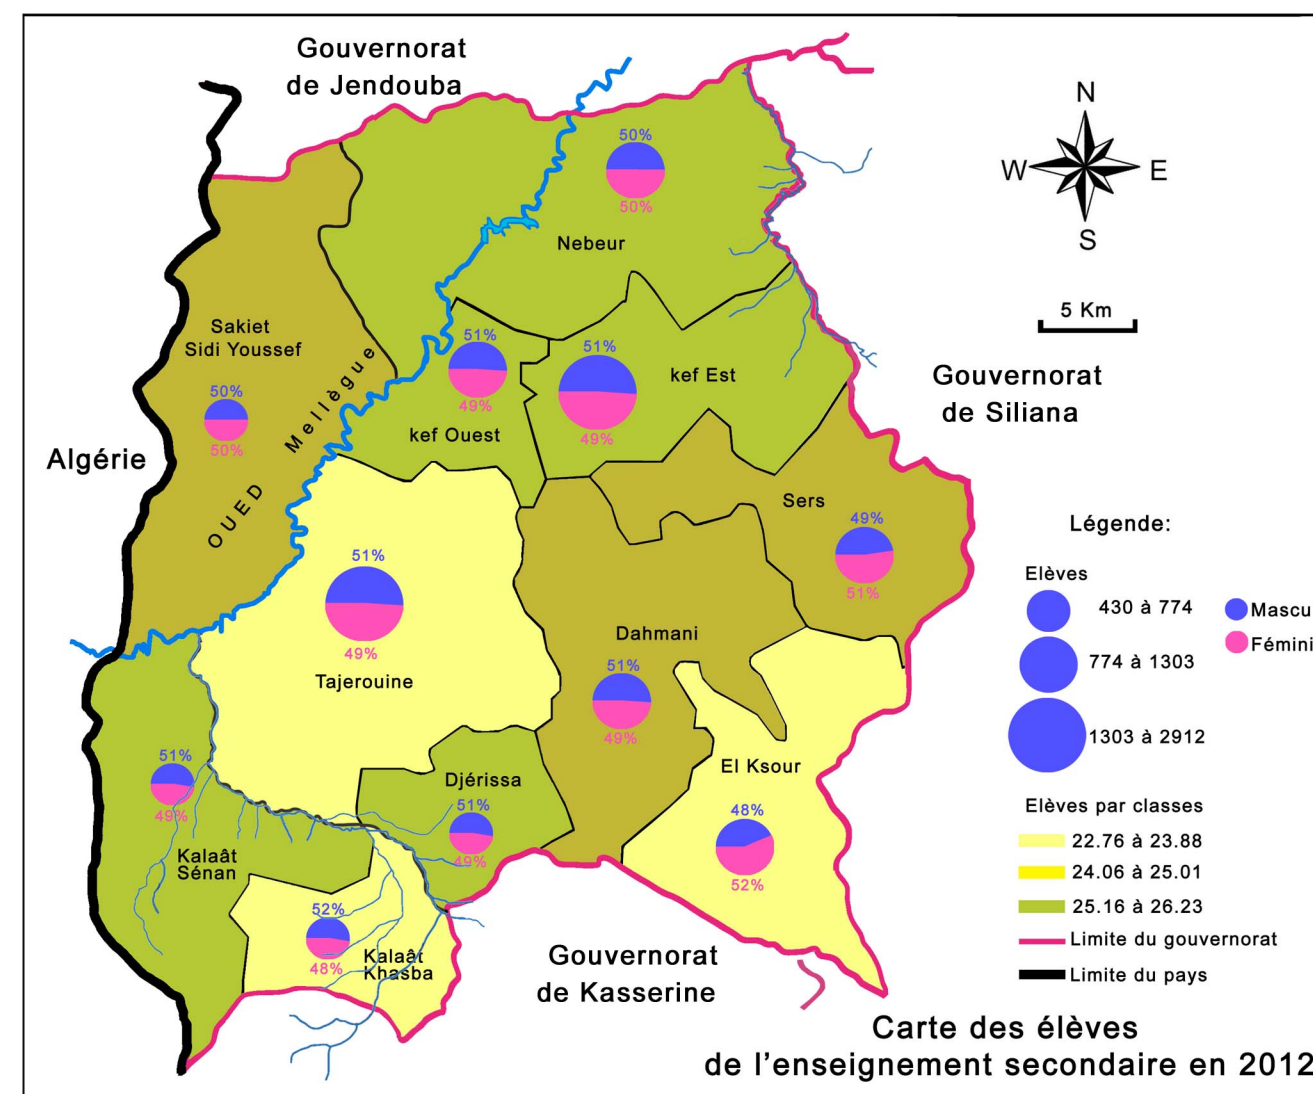 Gouvernorat
de Jendouba
N
W
E
S
5 Km
50%
50%
Nebeur
Sakiet
Sidi Youssef
50%
50%
OUED Mellègue
51%
49%
kef Ouest
51%
49%
kef Est
Gouvernorat
de Siliana
Algérie
Sers
49%
51%
51%
49%
Tajerouine
Dahmani
51%
49%
El Ksour
48%
52%
Djérissa
51%
49%
51%
49%
Kalaât
Sénan
52%
48%
Kalaât
Khasba
Gouvernorat
de Kasserine
Légende:
Elèves
430 à 774
774 à 1303
1303 à 2912
Mascu
Fémini
Elèves par classes
22.76 à 23.88
24.06 à 25.01
25.16 à 26.23
Limite du gouvernorat
Limite du pays
Carte des élèves
de l'enseignement secondaire en 2012